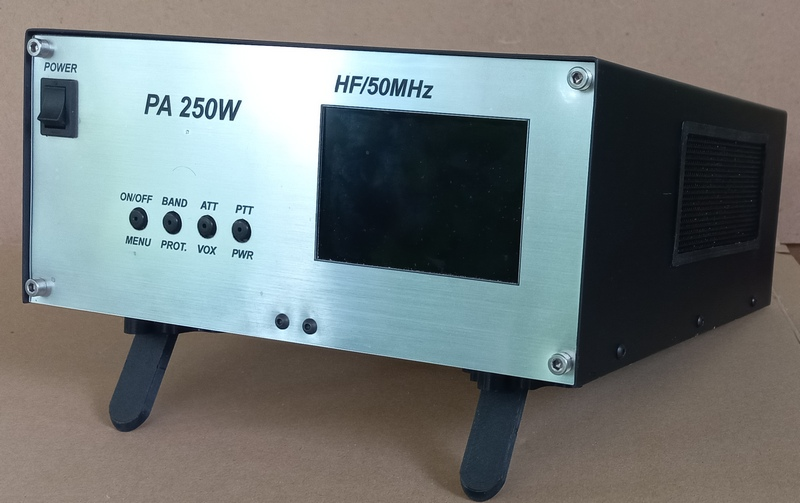 POWER
PA 250W
HF/50MHz
ON/OFF BAND ATT PTT
MENU PROT. VOX PWR